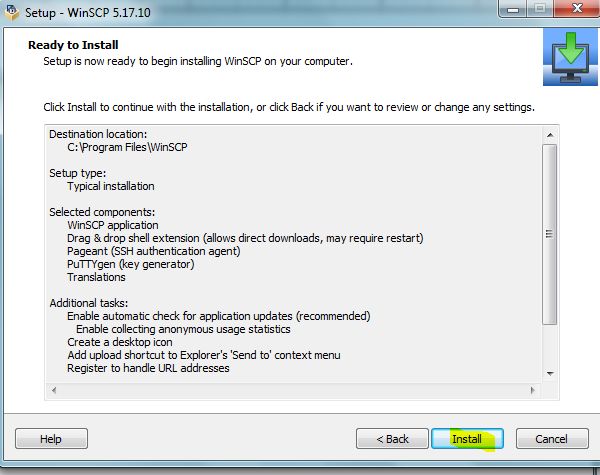 Setup - WinSCP 5.17.10
Ready to Install
Setup is now ready to begin installing WinSCP on your computer.
Click Install to continue with the installation, or click Back if you want to review or change any settings.
Destination location:
C:\Program Files\WinSCP
Setup type:
Typical installation
Selected components:
WinSCP application
Drag & drop shell extension (allows direct downloads, may require restart)
Pageant (SSH authentication agent)
PuTTYgen (key generator)
Translations
Additional tasks:
Enable automatic check for application updates (recommended)
Enable collecting anonymous usage statistics
Create a desktop icon
Add upload shortcut to Explorer's 'Send to' context menu
Register to handle URL addresses
Help
< Back
Install
Cancel